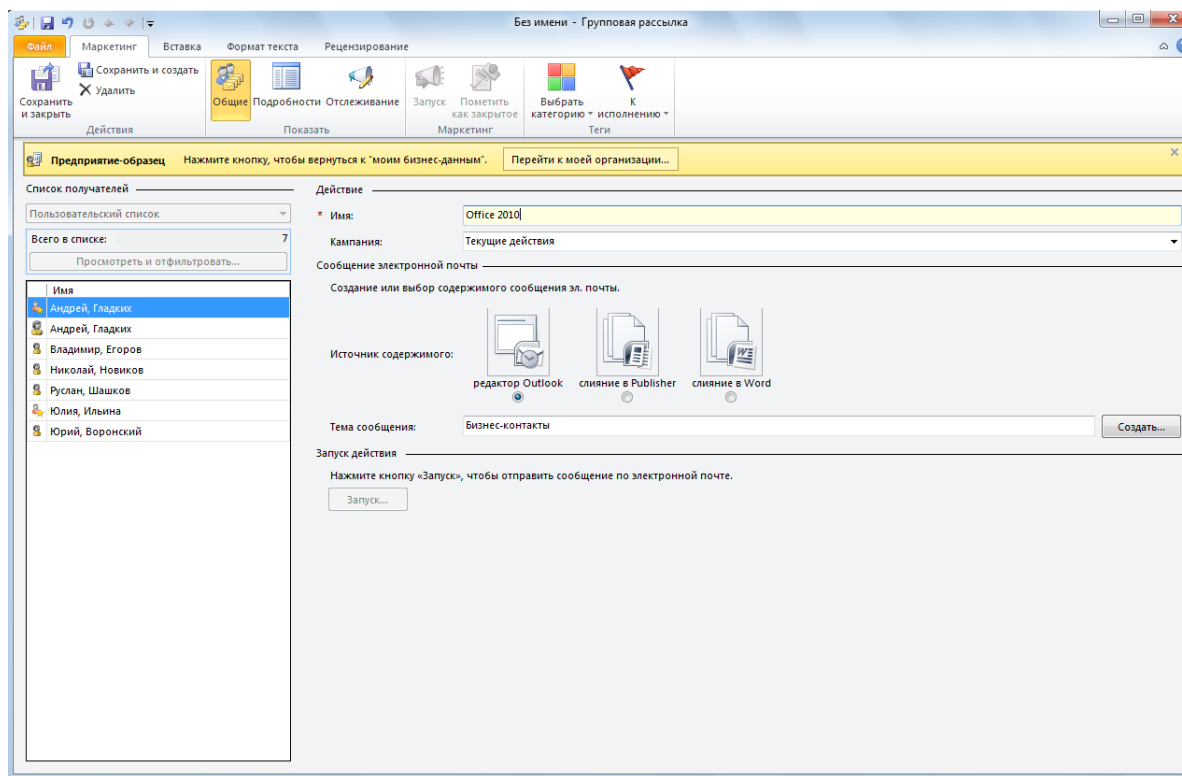 Без имени - Групповая рассылка
Файл Маркетинг Вставка Формат текста Рецензирование
Сохранить и закрыть
Сохранить и создать
Удалить
Действия
Общие Подробности Отслеживание
Показать
Запуск Пометить как закрытое
Маркетинг
Выбрать категорию К исполнению
Теги
Предприятие-образец Нажмите кнопку, чтобы вернуться к "моим бизнес-данным". Перейти к моей организации...
Список получателей
Пользовательский список
Всего в списке: 7
Просмотреть и отфильтровать...
Имя
Андрей, Гладких
Андрей, Гладких
Владимир, Егоров
Николай, Новиков
Руслан, Шашков
Юлия, Ильина
Юрий, Воронский
Действие
* Имя: Office 2010
Кампания: Текущие действия
Сообщение электронной почты
Создание или выбор содержимого сообщения эл. почты.
Источник содержимого:
редактор Outlook слияние в Publisher слияние в Word
Тема сообщения: Бизнес-контакты Создать...
Запуск действия
Нажмите кнопку «Запуск», чтобы отправить сообщение по электронной почте.
Запуск...